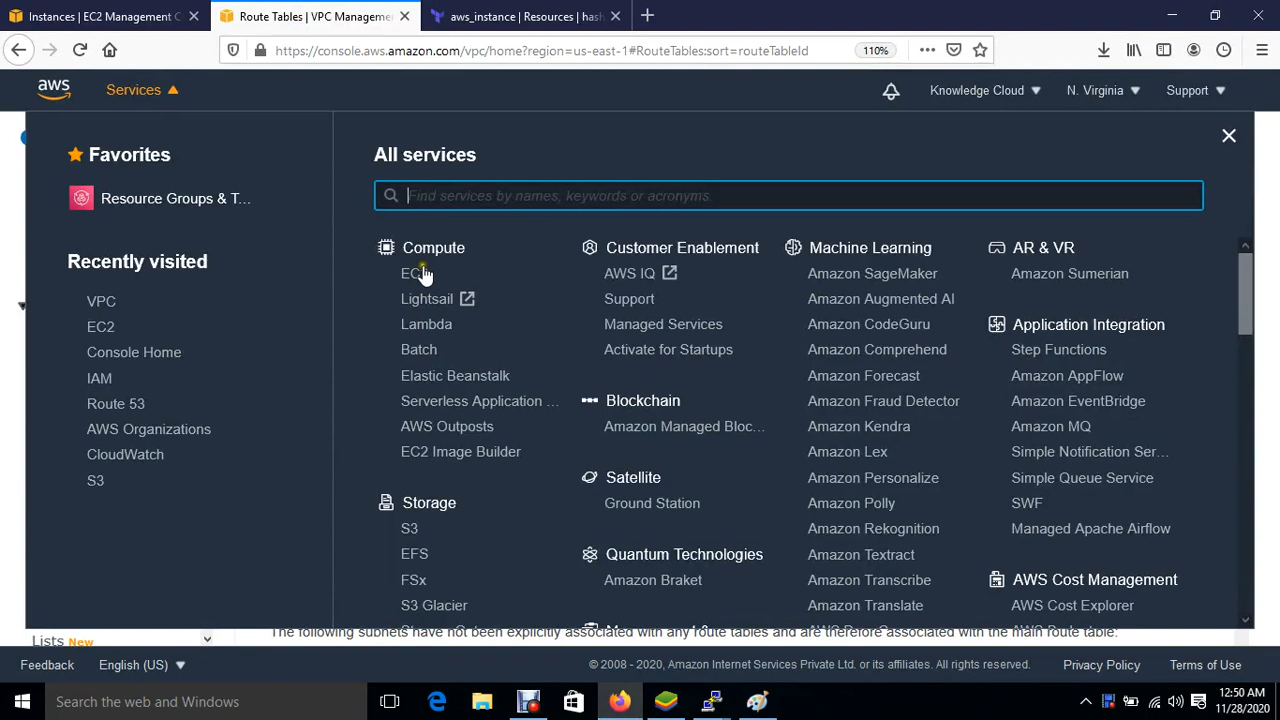 Instances | EC2 Management C
Route Tables | VPC Manageme
aws_instance | Resources | hash
https://console.aws.amazon.com/vpc/home?region=us-east-1#RouteTables:sort=routeTableId
110%
aws
Services
Knowledge Cloud
N. Virginia
Support
Favorites
Resource Groups & T...
Recently visited
VPC
EC2
Console Home
IAM
Route 53
AWS Organizations
CloudWatch
S3
All services
Find services by names, keywords or acronyms.
Compute
EC2
Lightsail
Lambda
Batch
Elastic Beanstalk
Serverless Application ...
AWS Outposts
EC2 Image Builder
Storage
S3
EFS
FSx
S3 Glacier
Customer Enablement
AWS IQ
Support
Managed Services
Activate for Startups
Blockchain
Amazon Managed Bloc...
Satellite
Ground Station
Quantum Technologies
Amazon Braket
Machine Learning
Amazon SageMaker
Amazon Augmented AI
Amazon CodeGuru
Amazon Comprehend
Amazon Forecast
Amazon Fraud Detector
Amazon Kendra
Amazon Lex
Amazon Personalize
Amazon Polly
Amazon Rekognition
Amazon Textract
Amazon Transcribe
Amazon Translate
AR & VR
Amazon Sumerian
Application Integration
Step Functions
Amazon AppFlow
Amazon EventBridge
Amazon MQ
Simple Notification Ser...
Simple Queue Service
SWF
Managed Apache Airflow
AWS Cost Management
AWS Cost Explorer
Lists New
The following subnets have not been explicitly associated with any route tables and are therefore associated with the main route table:
Feedback
English (US)
© 2008 - 2020, Amazon Internet Services Private Ltd. or its affiliates. All rights reserved.
Privacy Policy
Terms of Use
Search the web and Windows
12:50 AM
11/28/2020